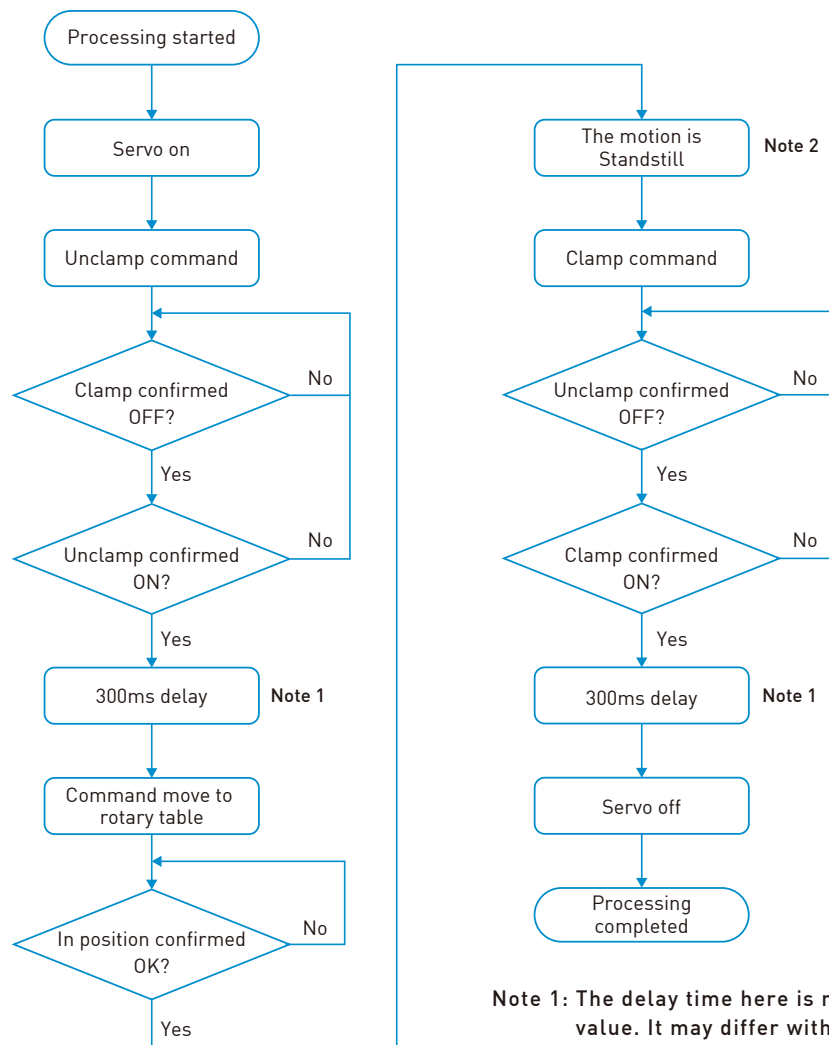 Processing started
Servo on
Unclamp command
Clamp confirmed
OFF?
No
Yes
Unclamp confirmed
ON?
No
Yes
300ms delay
Note 1
Command move to
rotary table
In position confirmed
OK?
No
Yes
The motion is
Standstill
Note 2
Clamp command
Unclamp confirmed
OFF?
No
Yes
Clamp confirmed
ON?
No
Yes
300ms delay
Note 1
Servo off
Processing
completed
Note 1: The delay time here is
value. It may differ with